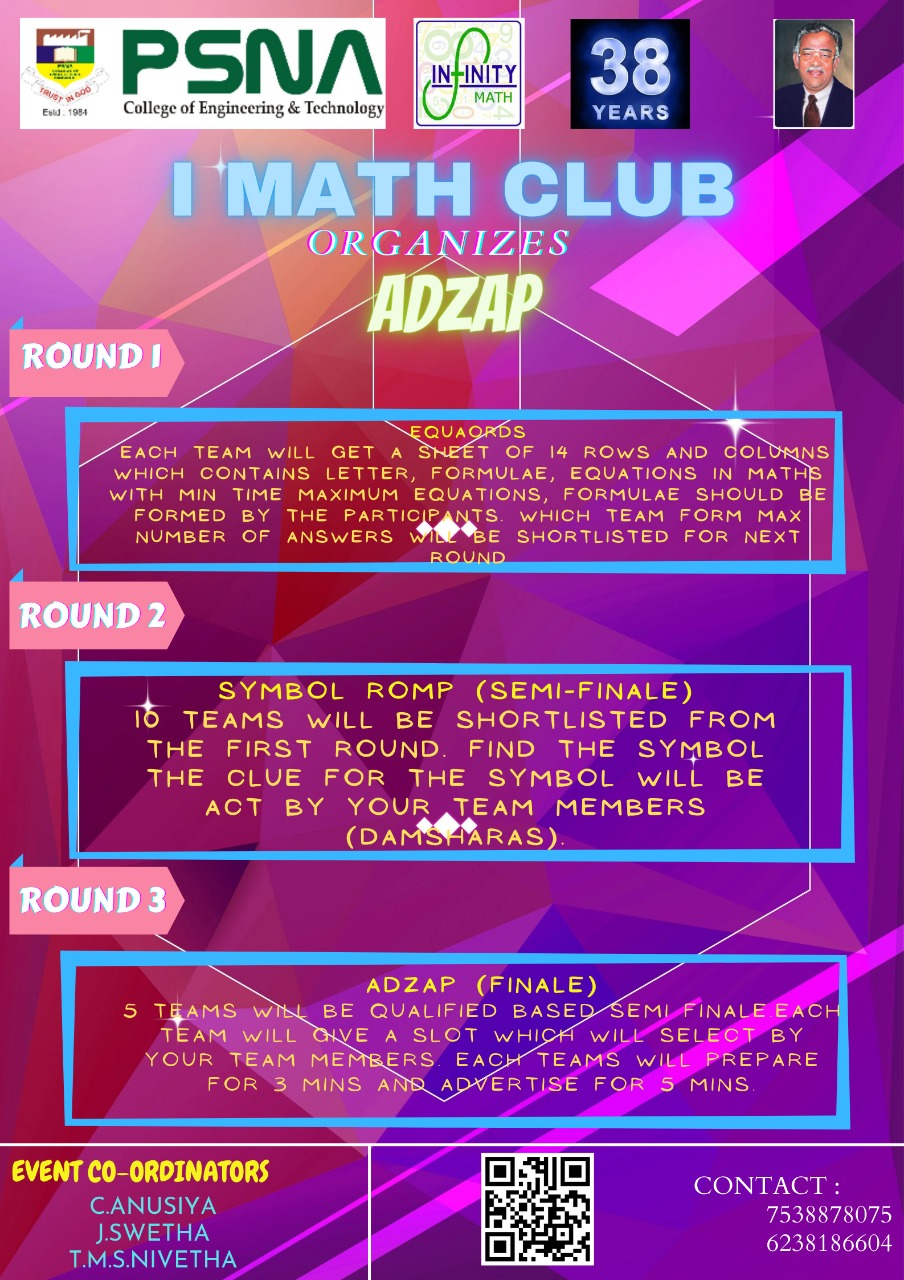 PSNA
College of Engineering & Technology
TRUST IN GOD
Estd : 1984
INFINITY
MATH
38
YEARS
I MATH CLUB
ORGANIZES
ADZAP
ROUND 1
EQUAORDS
EACH TEAM WILL GET A SHEET OF 14 ROWS AND COLUMNS
WHICH CONTAINS LETTER, FORMULAE, EQUATIONS IN MATHS
WITH MIN TIME MAXIMUM EQUATIONS, FORMULAE SHOULD BE
FORMED BY THE PARTICIPANTS. WHICH TEAM FORM MAX
NUMBER OF ANSWERS WILL BE SHORTLISTED FOR NEXT
ROUND
ROUND 2
SYMBOL ROMP (SEMI-FINALE)
10 TEAMS WILL BE SHORTLISTED FROM
THE FIRST ROUND. FIND THE SYMBOL
THE CLUE FOR THE SYMBOL WILL BE
ACT BY YOUR TEAM MEMBERS
(DAMSHARAS).
ROUND 3
ADZAP (FINALE)
5 TEAMS WILL BE QUALIFIED BASED SEMI FINALE.EACH
TEAM WILL GIVE A SLOT WHICH WILL SELECT BY
YOUR TEAM MEMBERS. EACH TEAMS WILL PREPARE
FOR 3 MINS AND ADVERTISE FOR 5 MINS.
EVENT CO-ORDINATORS
C.ANUSIYA
J.SWETHA
T.M.S.NIVETHA
CONTACT :
7538878075
6238186604